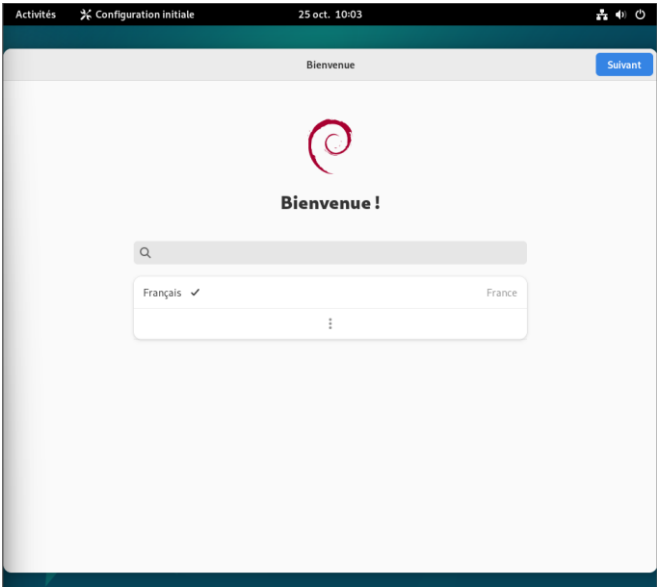 Activités Configuration initiale 25 oct. 10:03
Bienvenue Suivant
Bienvenue !
Français France